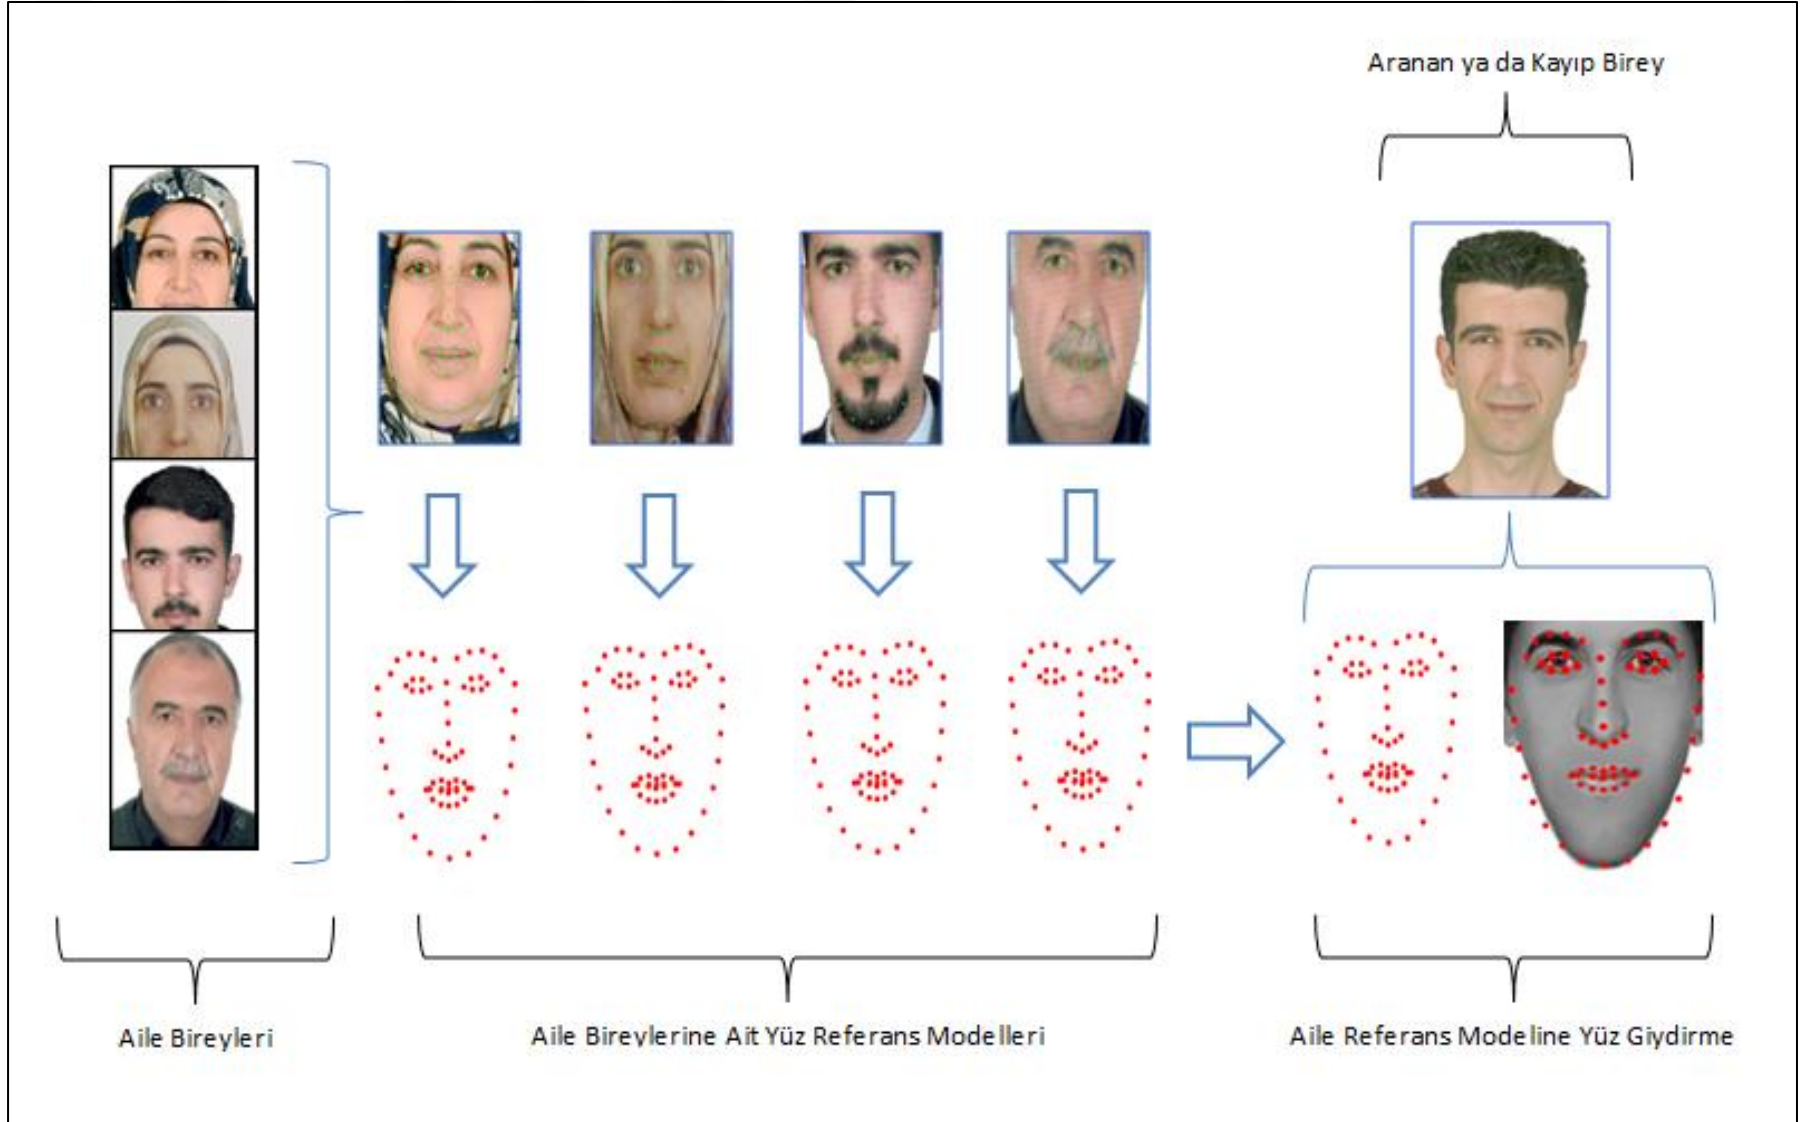 Aranan ya da Kayıp Birey
Aile Bireyleri
Aile Bireylerine Ait Yüz Referans Modelleri
Aile Referans Modeline Yüz Giydirme